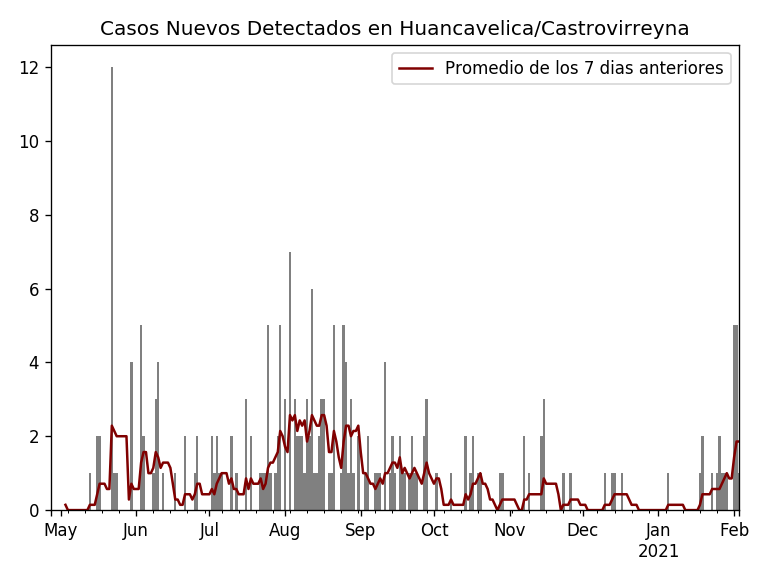 Casos Nuevos Detectados en Huancavelica/Castrovirreyna
Promedio de los 7 dias anteriores
12
10
8
6
4
2
0
May Jun Jul Aug Sep Oct Nov Dec Jan Feb
2021